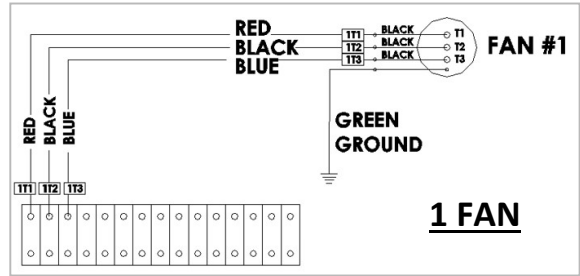 RED
BLACK
BLUE
1T1
1T2
1T3
BLACK
BLACK
BLACK
T1
T2
T3
FAN #1
RED
BLACK
BLUE
GREEN
GROUND
1T1
1T2
1T3
1 FAN